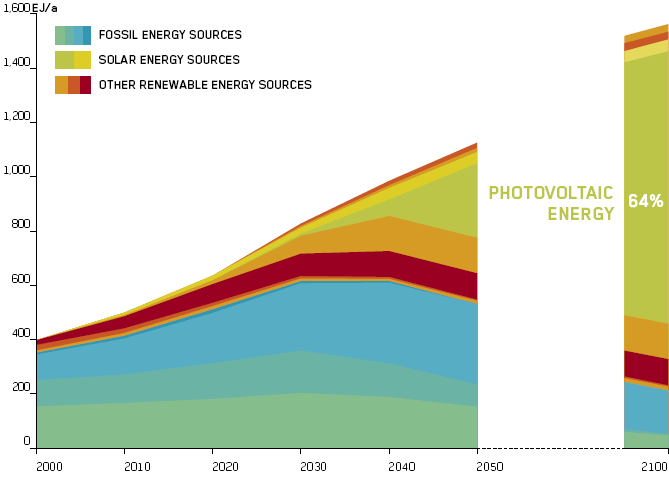 1.600 EJ/a
FOSSIL ENERGY SOURCES
SOLAR ENERGY SOURCES
OTHER RENEWABLE ENERGY SOURCES
1,400
1,200
1,000
800
600
400
200
0
PHOTOVOLTAIC
ENERGY
64%
2000 2010 2020 2030 2040 2050 2100